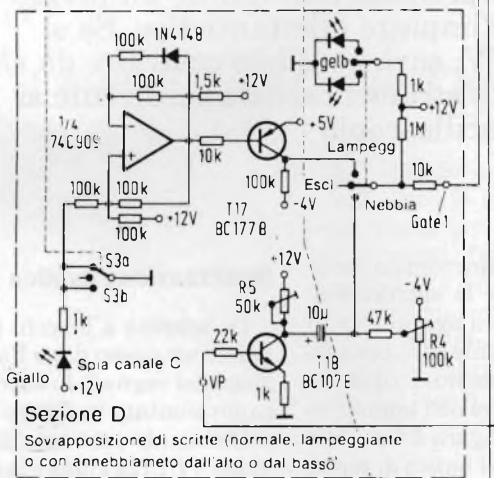 100k 1N4148
100k 1,5k +12V
gelb
1k
+12V
1/4
74C909
+5V
1M
10k
Lampegg
10k
100k
Escl
Nebbia
Gate 1
100k 100k
-4V
100k +12V
T17
BC177B
+12V
S3a
S3b
R5
50k
10µ
-4V
1k
22k
47k
R4
100k
Giallo
Spia canale C
+12V
VP
1k
T18
BC107B
Sezione D
Sovrapposizione di scritte (normale, lampeggiante
o con annebbiameto dall'alto o dal basso